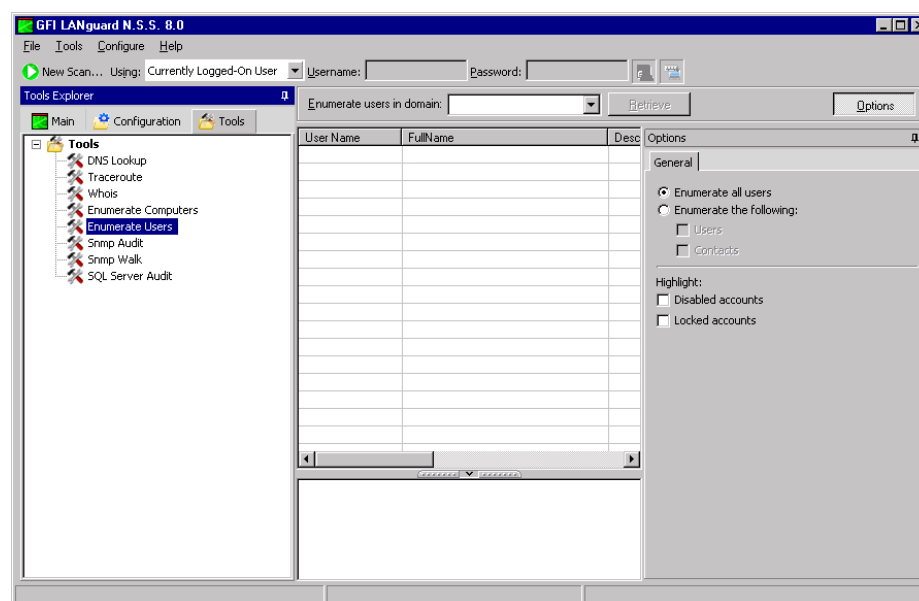 GFI LANguard N.S.S. 8.0
File Tools Configure Help
New Scan... Using: Currently Logged-On User Username: Password:
Tools Explorer
Main Configuration Tools
Tools
DNS Lookup
Traceroute
Whois
Enumerate Computers
Enumerate Users
Snmp Audit
Snmp Walk
SQL Server Audit
Enumerate users in domain: Retrieve Options
User Name FullName Desc
Options
General
Enumerate all users
Enumerate the following:
Users
Contacts
Highlight:
Disabled accounts
Locked accounts